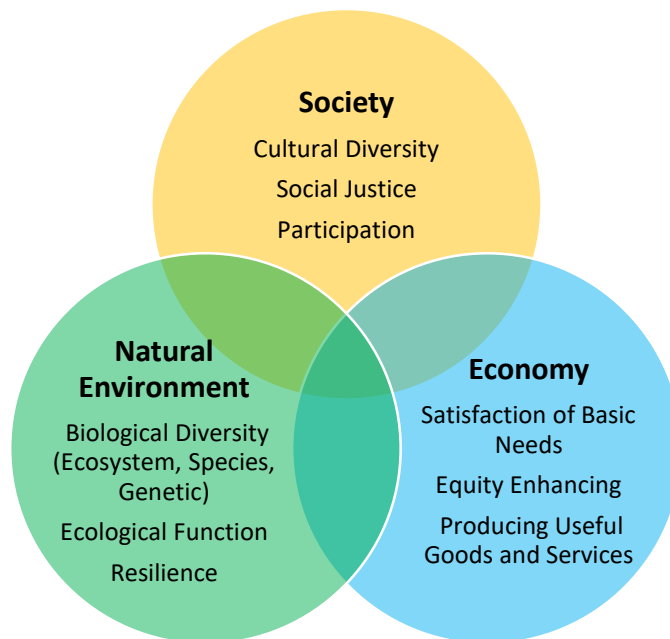 Society
Cultural Diversity
Social Justice
Participation
Natural
Environment
Biological Diversity
(Ecosystem, Species,
Genetic)
Ecological Function
Resilience
Economy
Satisfaction of Basic
Needs
Equity Enhancing
Producing Useful
Goods and Services